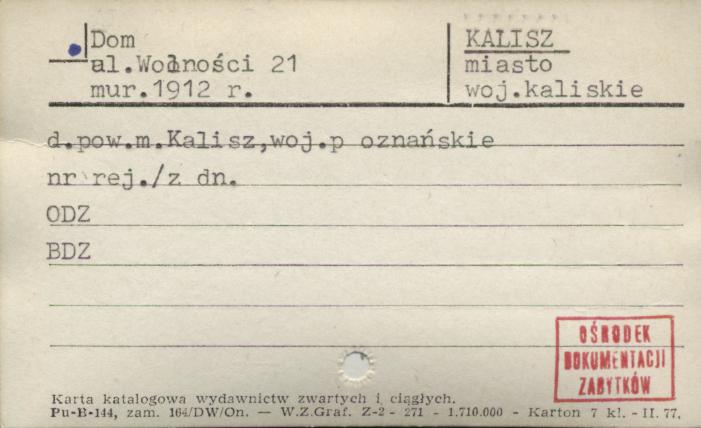 Dom
al.Wolności 21
mur.1912 r.
KALISZ
miasto
woj.kaliskie
d.pow.m.Kalisz,woj.p oznańskie
nr rej./z dn.
ODZ
BDZ
OŚRODEK
DOKUMENTACJI
ZABYTKÓW
Karta katalogowa wydawnictw zwartych i ciągłych.
Pu-B-144, zam. 164/DW/On. — W.Z.Graf. Z-2 - 271 - 1.710.000 - Karton 7 kl. - II. 77.